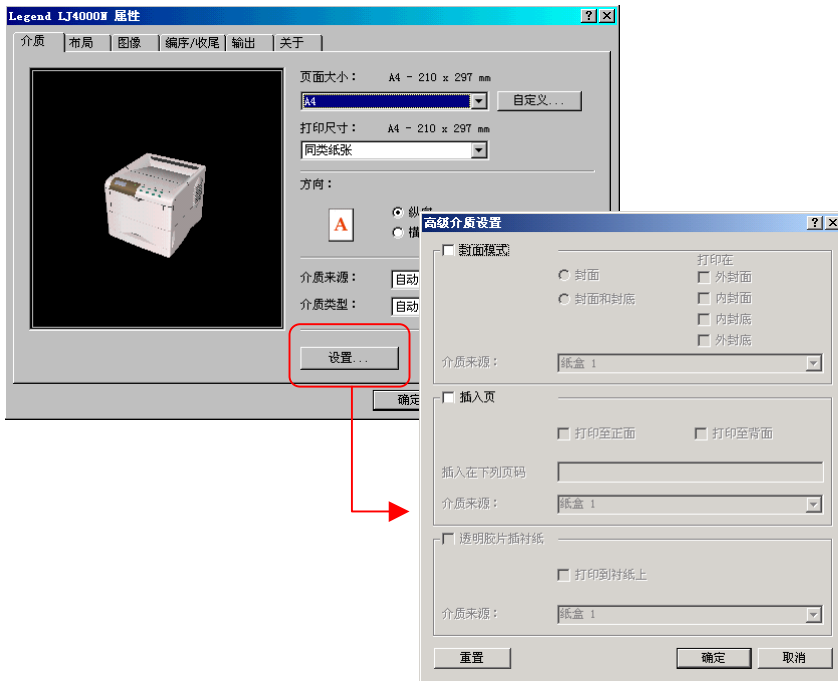 Legend LJ4000N 属性
介质 布局 图像 编序/收尾 输出 关于
页面大小： A4 - 210 x 297 mm
A4 自定义...
打印尺寸： A4 - 210 x 297 mm
同类纸张
方向：
A
纵向
横
介质来源： 自动
介质类型： 自动
设置...
确定
高级介质设置
封面模式
打印在
封面 外封面
封面和封底 内封面
内封底
外封底
介质来源： 纸盒 1
插入页
打印至正面 打印至背面
插入在下列页码
介质来源： 纸盒 1
透明胶片插衬纸
打印到衬纸上
介质来源： 纸盒 1
重置 确定 取消